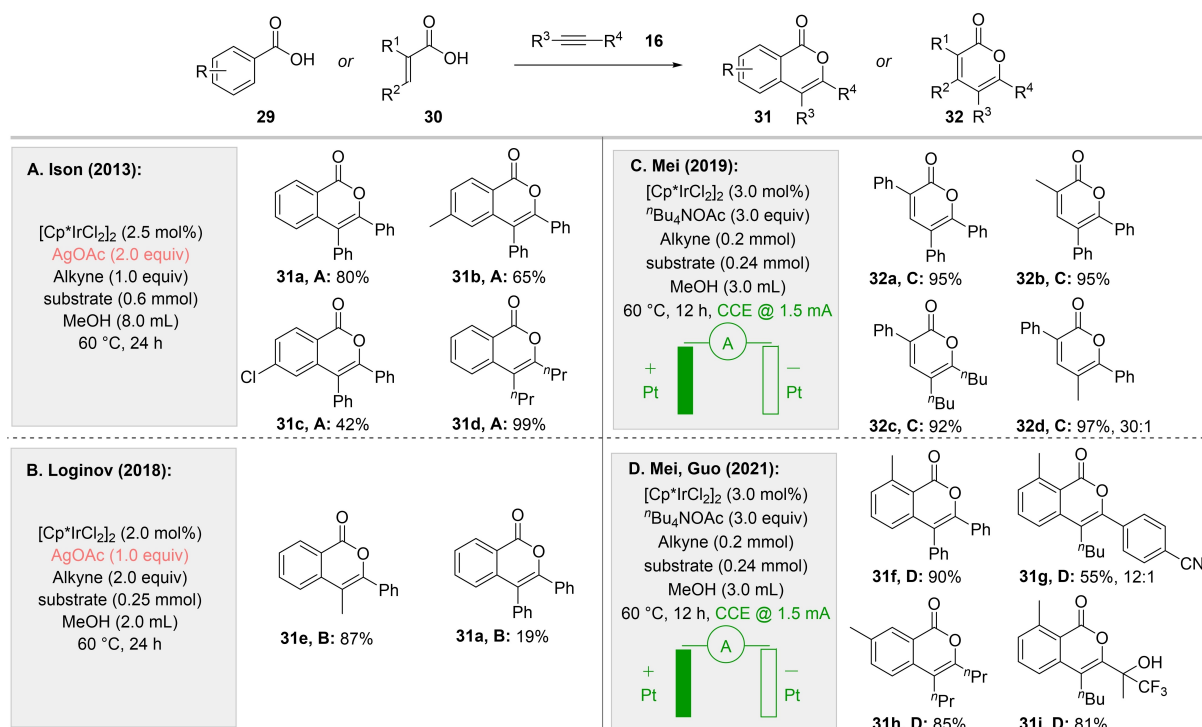 O
OH
R
29
or
R1
O
OH
R2
30
R3 R4 16
O
O
R
R4
R3
31
or
O
R1
O
R2
R4
R3
32
A. Ison (2013):
[Cp*IrCl2]2 (2.5 mol%)
AgOAc (2.0 equiv)
Alkyne (1.0 equiv)
substrate (0.6 mmol)
MeOH (8.0 mL)
60 °C, 24 h
O
O
Ph
Ph
31a, A: 80%
O
O
Ph
Ph
31b, A: 65%
O
O
Cl
Ph
Ph
31c, A: 42%
O
O
nPr
nPr
31d, A: 99%
B. Loginov (2018):
[Cp*IrCl2]2 (2.0 mol%)
AgOAc (1.0 equiv)
Alkyne (2.0 equiv)
substrate (0.25 mmol)
MeOH (2.0 mL)
60 °C, 24 h
O
O
Ph
31e, B: 87%
O
O
Ph
Ph
31a, B: 19%
C. Mei (2019):
[Cp*IrCl2]2 (3.0 mol%)
nBu4NOAc (3.0 equiv)
Alkyne (0.2 mmol)
substrate (0.24 mmol)
MeOH (3.0 mL)
60 °C, 12 h, CCE @ 1.5 mA
A
+ −
Pt Pt
O
Ph
O
Ph
Ph
32a, C: 95%
O
O
Ph
Ph
32b, C: 95%
O
Ph
O
nBu
nBu
32c, C: 92%
O
Ph
O
Ph
32d, C: 97%, 30:1
D. Mei, Guo (2021):
[Cp*IrCl2]2 (3.0 mol%)
nBu4NOAc (3.0 equiv)
Alkyne (0.2 mmol)
substrate (0.24 mmol)
MeOH (3.0 mL)
60 °C, 12 h, CCE @ 1.5 mA
A
+ −
Pt Pt
O
O
Ph
Ph
31f, D: 90%
O
O
nBu
CN
31g, D: 55%, 12:1
O
O
nPr
nPr
31h, D: 85%
O
O
OH
CF3
nBu
31i, D: 81%